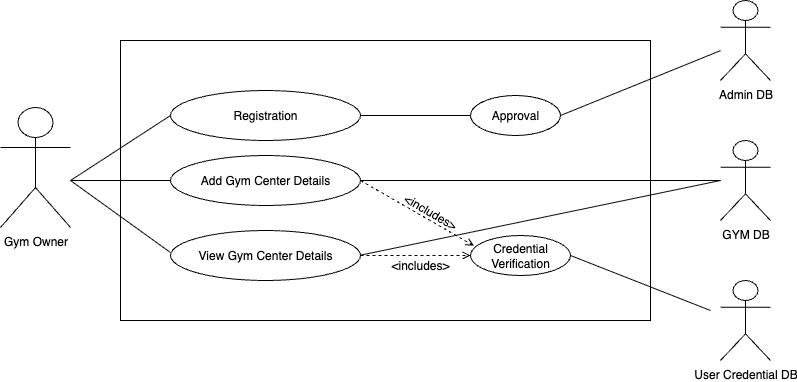 Admin DB
Registration
Approval
Add Gym Center Details
<includes>
Gym Owner
GYM DB
View Gym Center Details
Credential
Verification
<includes>
User Credential DB